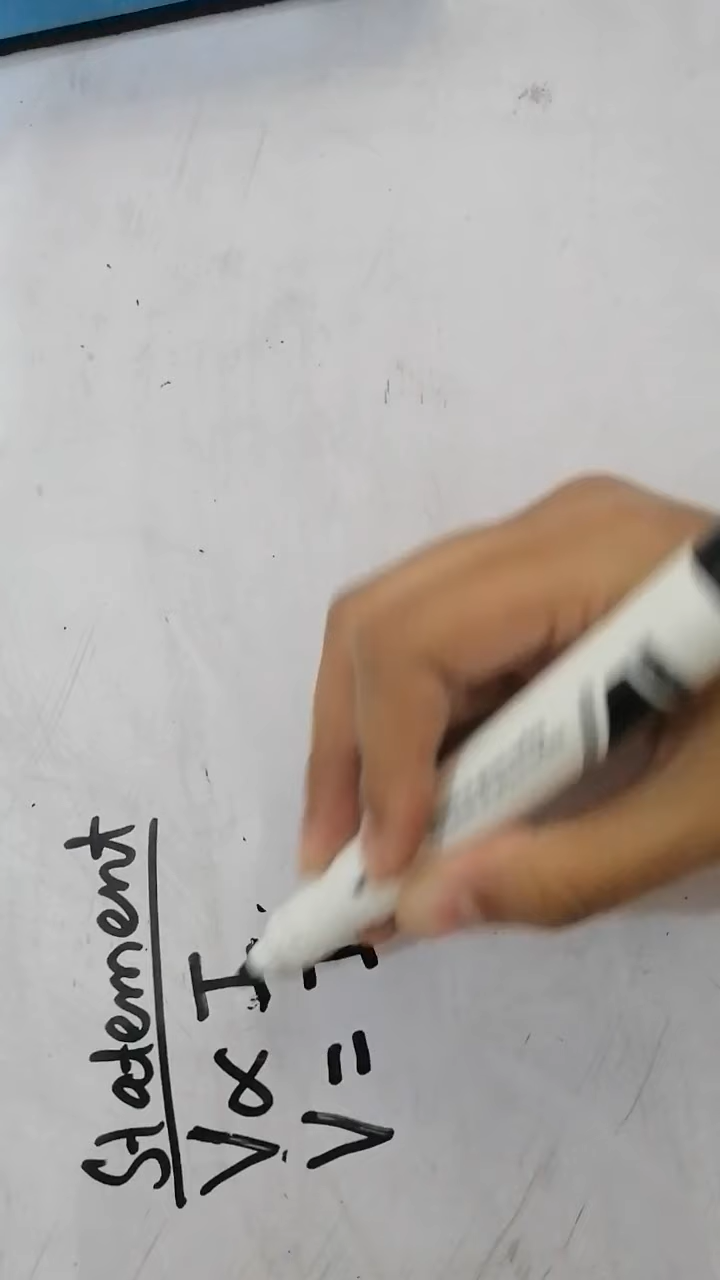 Statement
V ∝ I
V = I